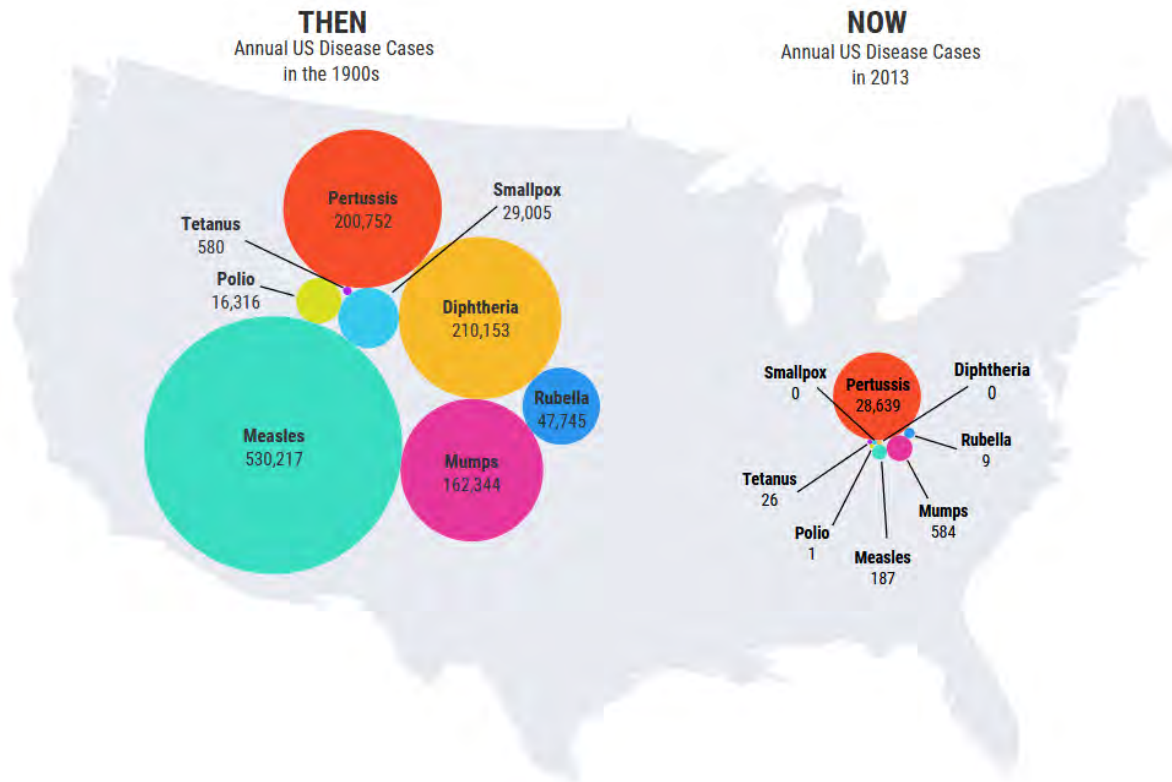 THEN
Annual US Disease Cases
in the 1900s
NOW
Annual US Disease Cases
in 2013
Pertussis
200,752
Smallpox
29,005
Tetanus
580
Polio
16,316
Diphtheria
210,153
Rubella
47,745
Measles
530,217
Mumps
162,344
Smallpox
0
Pertussis
28,639
Diphtheria
0
Rubella
9
Tetanus
26
Mumps
584
Polio
1
Measles
187